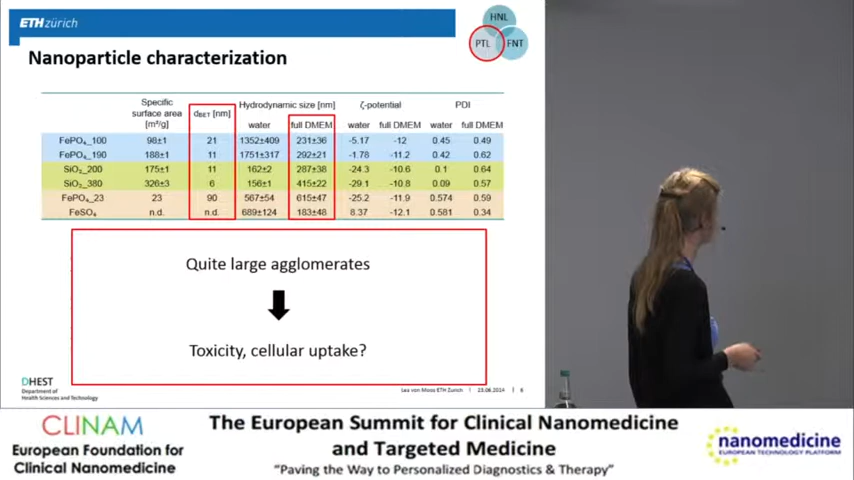 ETH zürich
HNL
PTL
FNT
Nanoparticle characterization
Specific surface area [m²/g] dBET [nm] Hydrodynamic size [nm] ζ-potential PDI
water full DMEM water full DMEM water full DMEM
FePO₄_100 98±1 21 1352±409 231±36 -5.17 -12 0.45 0.49
FePO₄_190 188±1 11 1751±317 292±21 -1.78 -11.2 0.42 0.62
SiO₂_200 175±1 11 162±2 287±38 -24.3 -10.6 0.1 0.64
SiO₂_380 326±3 6 156±1 415±22 -29.1 -10.8 0.09 0.57
FePO₄_23 23 90 567±54 615±47 -25.2 -11.9 0.574 0.59
FeSO₄ n.d. n.d. 689±124 183±48 8.37 -12.1 0.581 0.34
Quite large agglomerates
Toxicity, cellular uptake?
DHEST
Department of
Health Sciences and Technology
Lea von Moos ETH Zurich | 23.06.2014 | 6
CLINAM
European Foundation for
Clinical Nanomedicine
The European Summit for Clinical Nanomedicine
and Targeted Medicine
"Paving the Way to Personalized Diagnostics & Therapy"
nanomedicine
EUROPEAN TECHNOLOGY PLATFORM